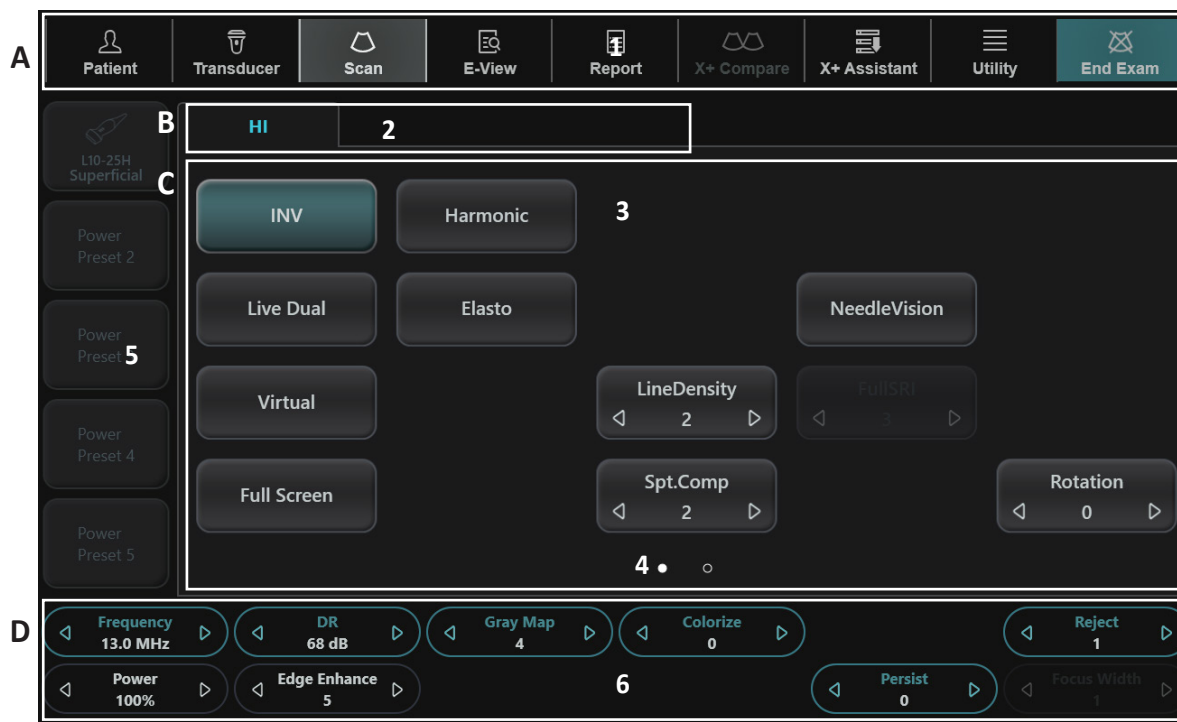 A
Patient
Transducer
Scan
E-View
1
Report
X+ Compare
X+ Assistant
Utility
End Exam
B
HI
2
L10-25H
Superficial
C
INV
Harmonic
3
Power
Preset 2
Live Dual
Elasto
NeedleVision
Power
Preset 5
Virtual
LineDensity
2
FullSRI
3
Power
Preset 4
Full Screen
Spt.Comp
2
Rotation
0
Power
Preset 5
4
D
Frequency
13.0 MHz
DR
68 dB
Gray Map
4
Colorize
0
Reject
1
Power
100%
Edge Enhance
5
6
Persist
0
Focus Width
1